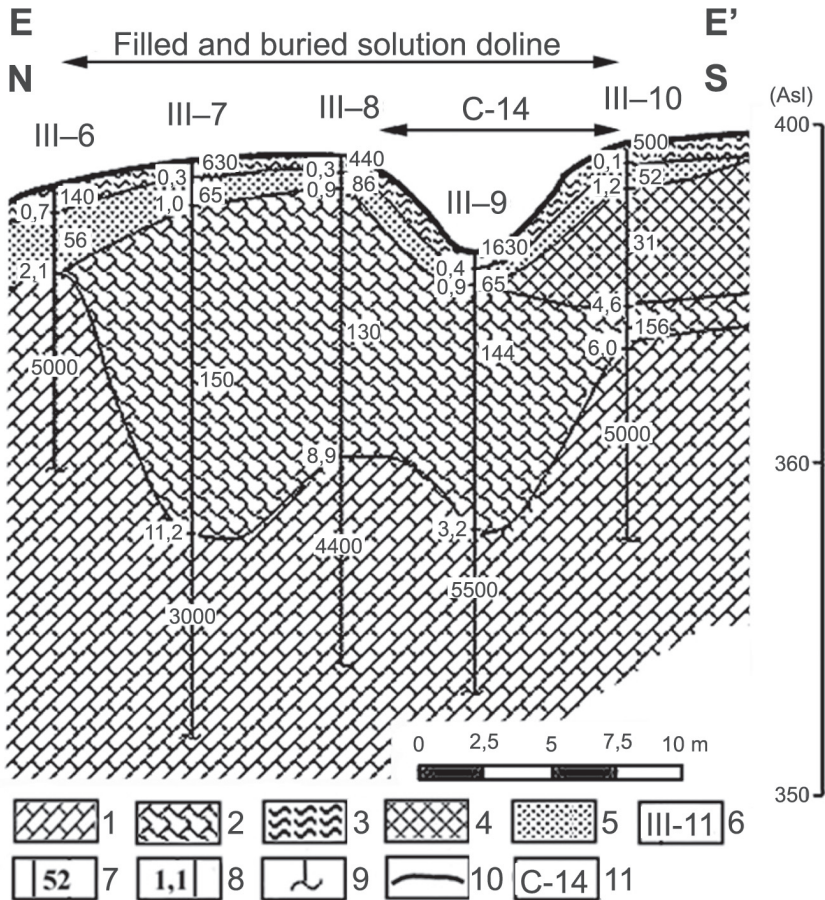 E E’
Filled and buried solution doline
N S
(Asl)
III–6 III–7 III–8 C-14 III–10
400
III–9
0,7 140 0,3 630 0,3 440 0,1 500
56 1,0 65 0,9 86 1,2 52
2,1 0,4 1630 31
0,9 65
4,6
5000 150 130 144 6,0 156
8,9 5000
360
11,2 4400 3,2
3000 5500
0 2,5 5 7,5 10 m
350
1 2 3 4 5 III-11 6
52 7 1,1 8 9 10 C-14 11